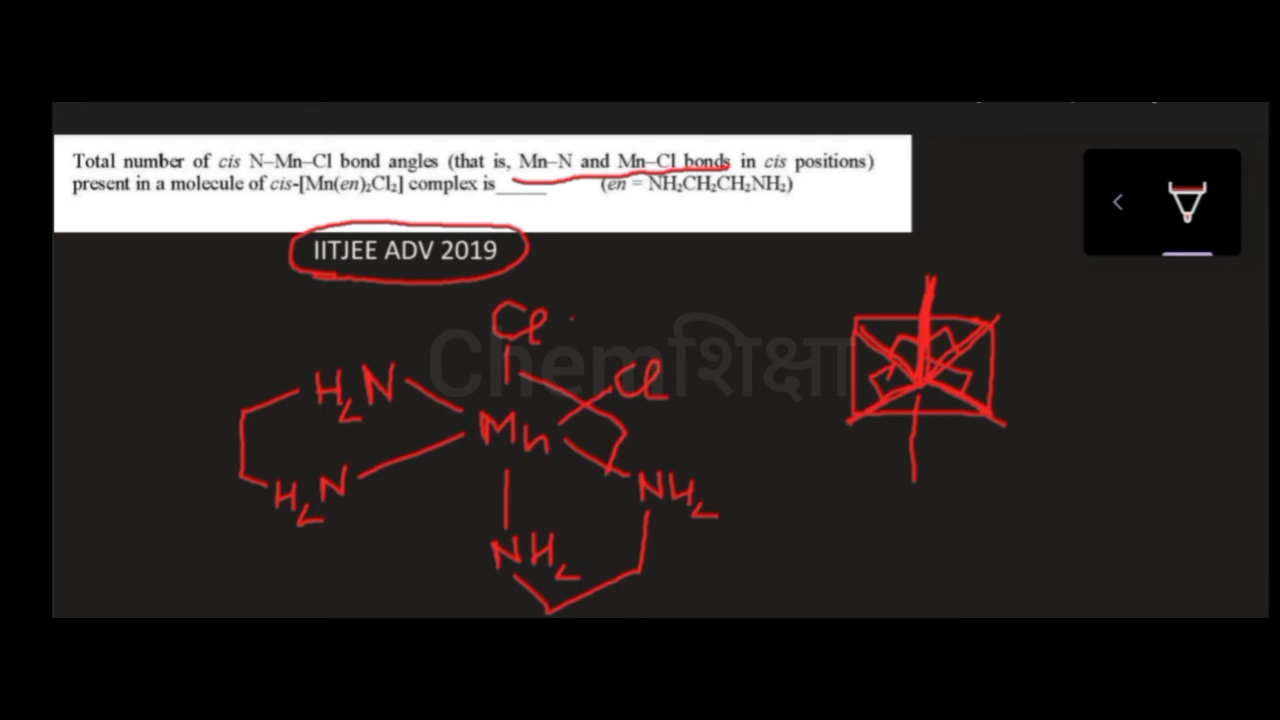 Total number of cis N–Mn–Cl bond angles (that is, Mn–N and Mn–Cl bonds in cis positions)
present in a molecule of cis-[Mn(en)₂Cl₂] complex is______ (en = NH₂CH₂CH₂NH₂)
IITJEE ADV 2019
Chemशिक्षा
Cl
H₂N Cl
Mn
H₂N NH₂
NH₂